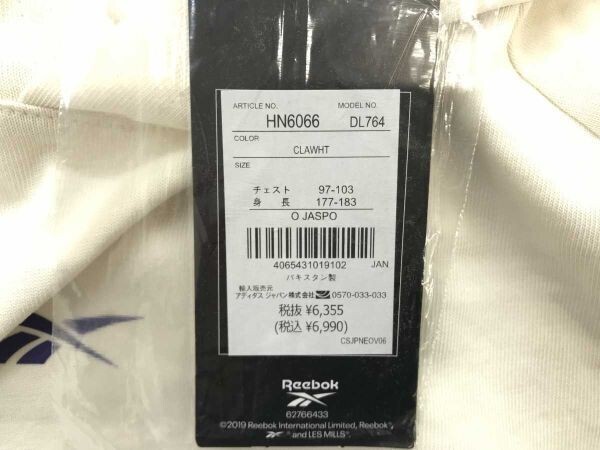 ARTICLE NO. MODEL NO.
HN6066 DL764
COLOR
CLAWHT
SIZE
チェスト 97-103
身 長 177-183
O JASPO
4065431019102 JAN
パキスタン製
輸入販売元
アディダス ジャパン株式会社 0570-033-033
税抜 ¥6,355
(税込 ¥6,990)
CSJPNEOV06
Reebok
62766433
©2019 Reebok International Limited, Reebok®
® and LES MILLS®